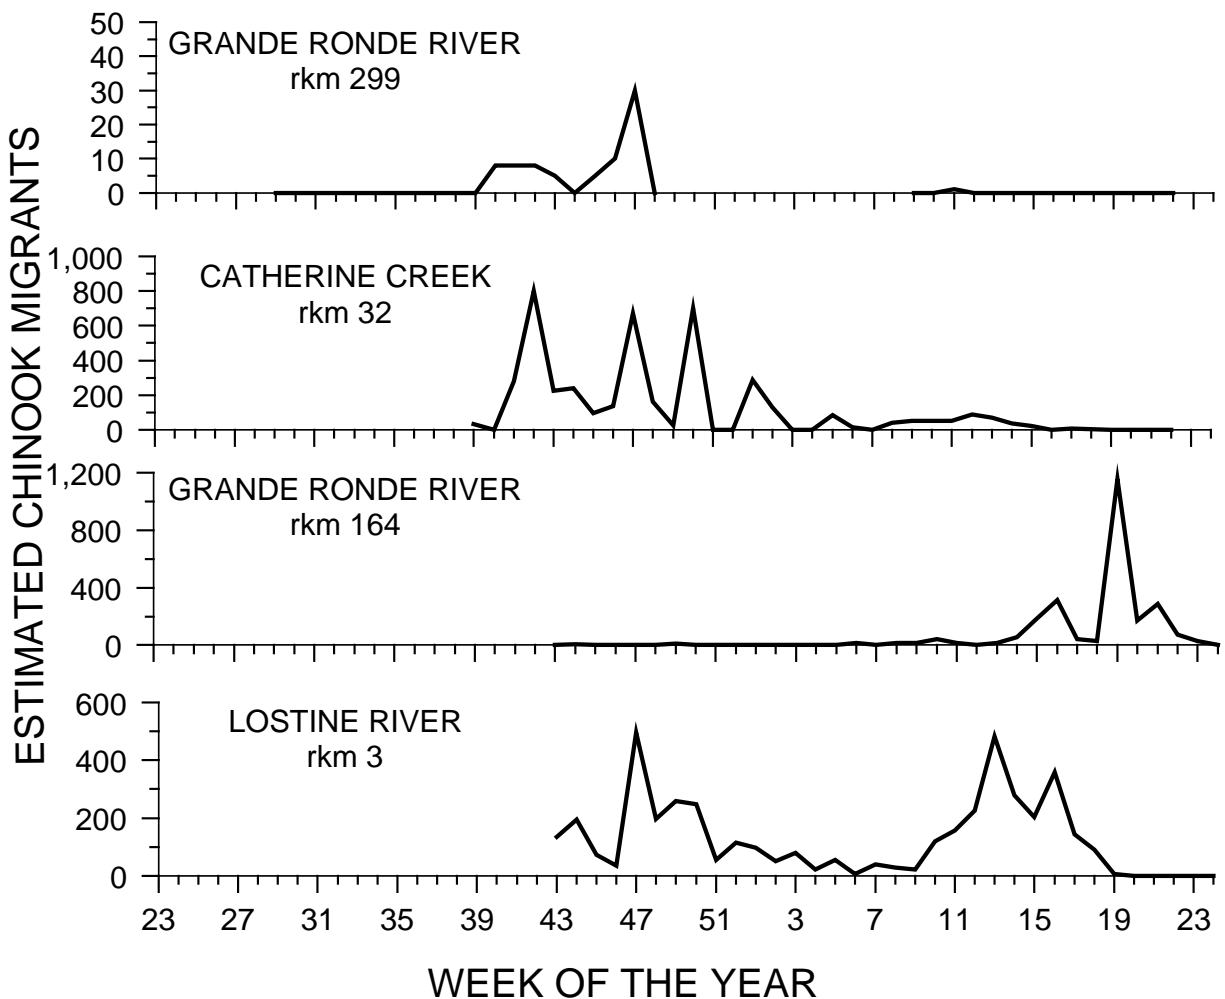 ESTIMATED CHINOOK MIGRANTS
50
40
30
20
10
0
GRANDE RONDE RIVER
rkm 299
1,000
800
600
400
200
0
CATHERINE CREEK
rkm 32
1,200
800
400
0
GRANDE RONDE RIVER
rkm 164
600
400
200
0
LOSTINE RIVER
rkm 3
23 27 31 35 39 43 47 51 3 7 11 15 19 23
WEEK OF THE YEAR